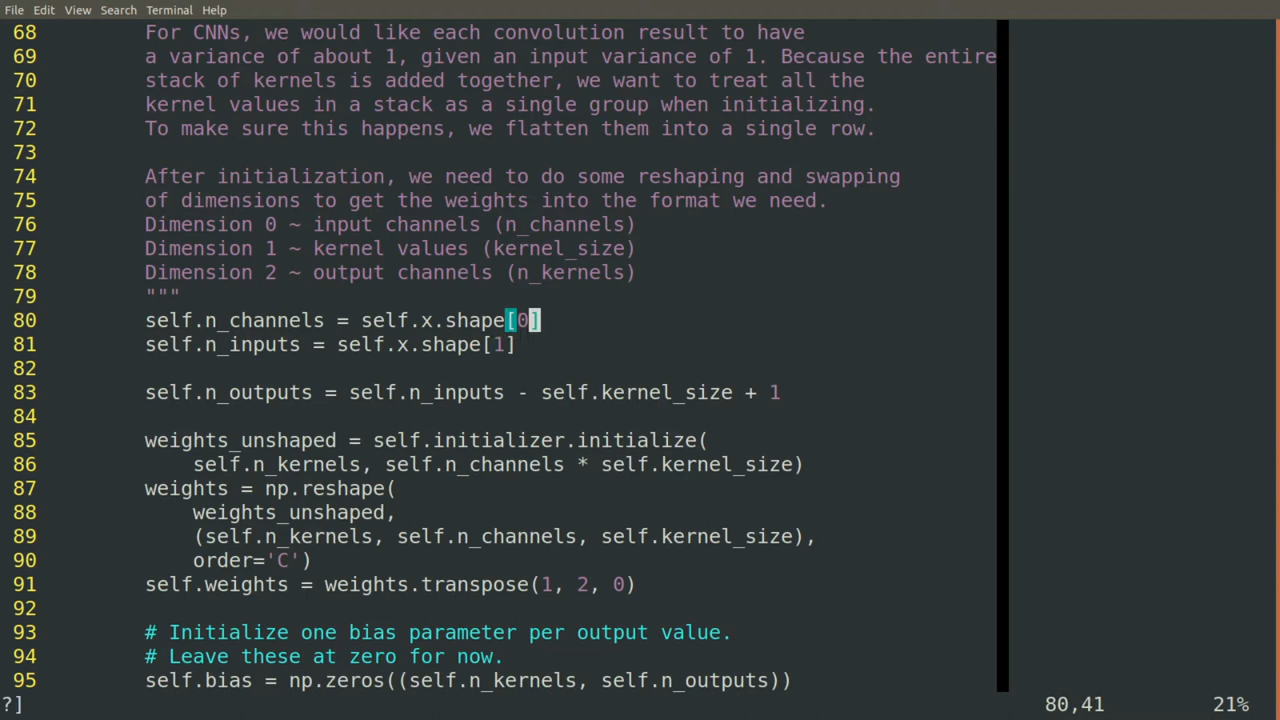 File Edit View Search Terminal Help
68 For CNNs, we would like each convolution result to have
69 a variance of about 1, given an input variance of 1. Because the entire
70 stack of kernels is added together, we want to treat all the
71 kernel values in a stack as a single group when initializing.
72 To make sure this happens, we flatten them into a single row.
73
74 After initialization, we need to do some reshaping and swapping
75 of dimensions to get the weights into the format we need.
76 Dimension 0 ~ input channels (n_channels)
77 Dimension 1 ~ kernel values (kernel_size)
78 Dimension 2 ~ output channels (n_kernels)
79 """
80 self.n_channels = self.x.shape[0]
81 self.n_inputs = self.x.shape[1]
82
83 self.n_outputs = self.n_inputs - self.kernel_size + 1
84
85 weights_unshaped = self.initializer.initialize(
86 self.n_kernels, self.n_channels * self.kernel_size)
87 weights = np.reshape(
88 weights_unshaped,
89 (self.n_kernels, self.n_channels, self.kernel_size),
90 order='C')
91 self.weights = weights.transpose(1, 2, 0)
92
93 # Initialize one bias parameter per output value.
94 # Leave these at zero for now.
95 self.bias = np.zeros((self.n_kernels, self.n_outputs))
?] 80,41 21%